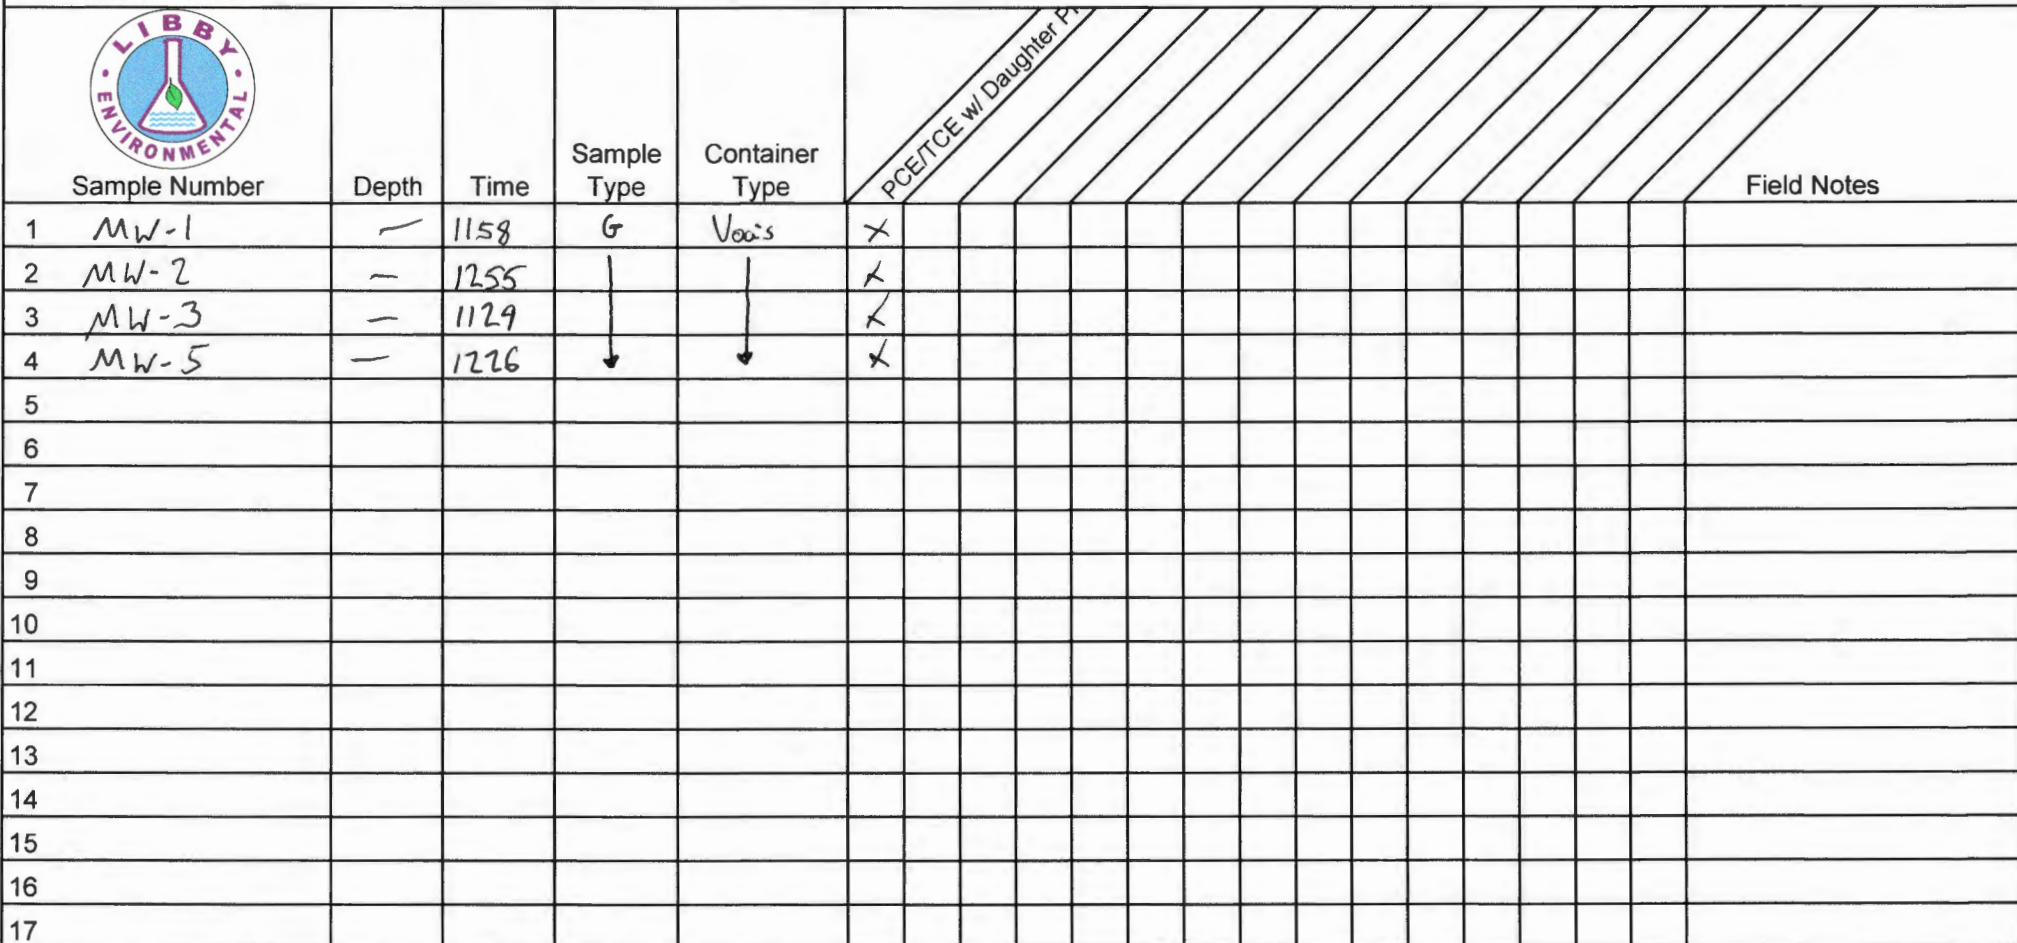 LIBBY
ENVIRONMENTAL
Sample Number Depth Time Sample Type Container Type PCE/TCE w/ Daughter Field Notes
1 MW-1 — 1158 G Voa's X
2 MW-2 — 1255 X
3 MW-3 — 1129 X
4 MW-5 — 1226 X
5
6
7
8
9
10
11
12
13
14
15
16
17